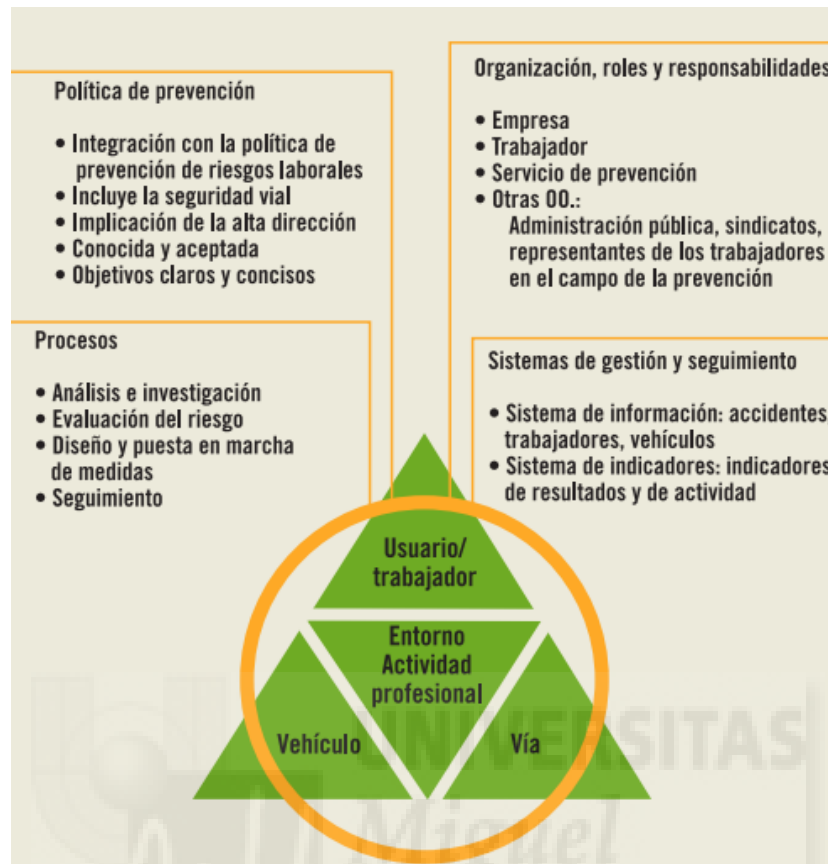 Política de prevención
• Integración con la política de
prevención de riesgos laborales
• Incluye la seguridad vial
• Implicación de la alta dirección
• Conocida y aceptada
• Objetivos claros y concisos
Organización, roles y responsabilidades
• Empresa
• Trabajador
• Servicio de prevención
• Otras OO.:
Administración pública, sindicatos,
representantes de los trabajadores
en el campo de la prevención
Procesos
• Análisis e investigación
• Evaluación del riesgo
• Diseño y puesta en marcha
de medidas
• Seguimiento
Sistemas de gestión y seguimiento
• Sistema de información: accidentes
trabajadores, vehículos
• Sistema de indicadores: indicadores
de resultados y de actividad
Usuario/
trabajador
Entorno
Actividad
profesional
Vehículo
Vía
UNIVERSITAS
Miguel